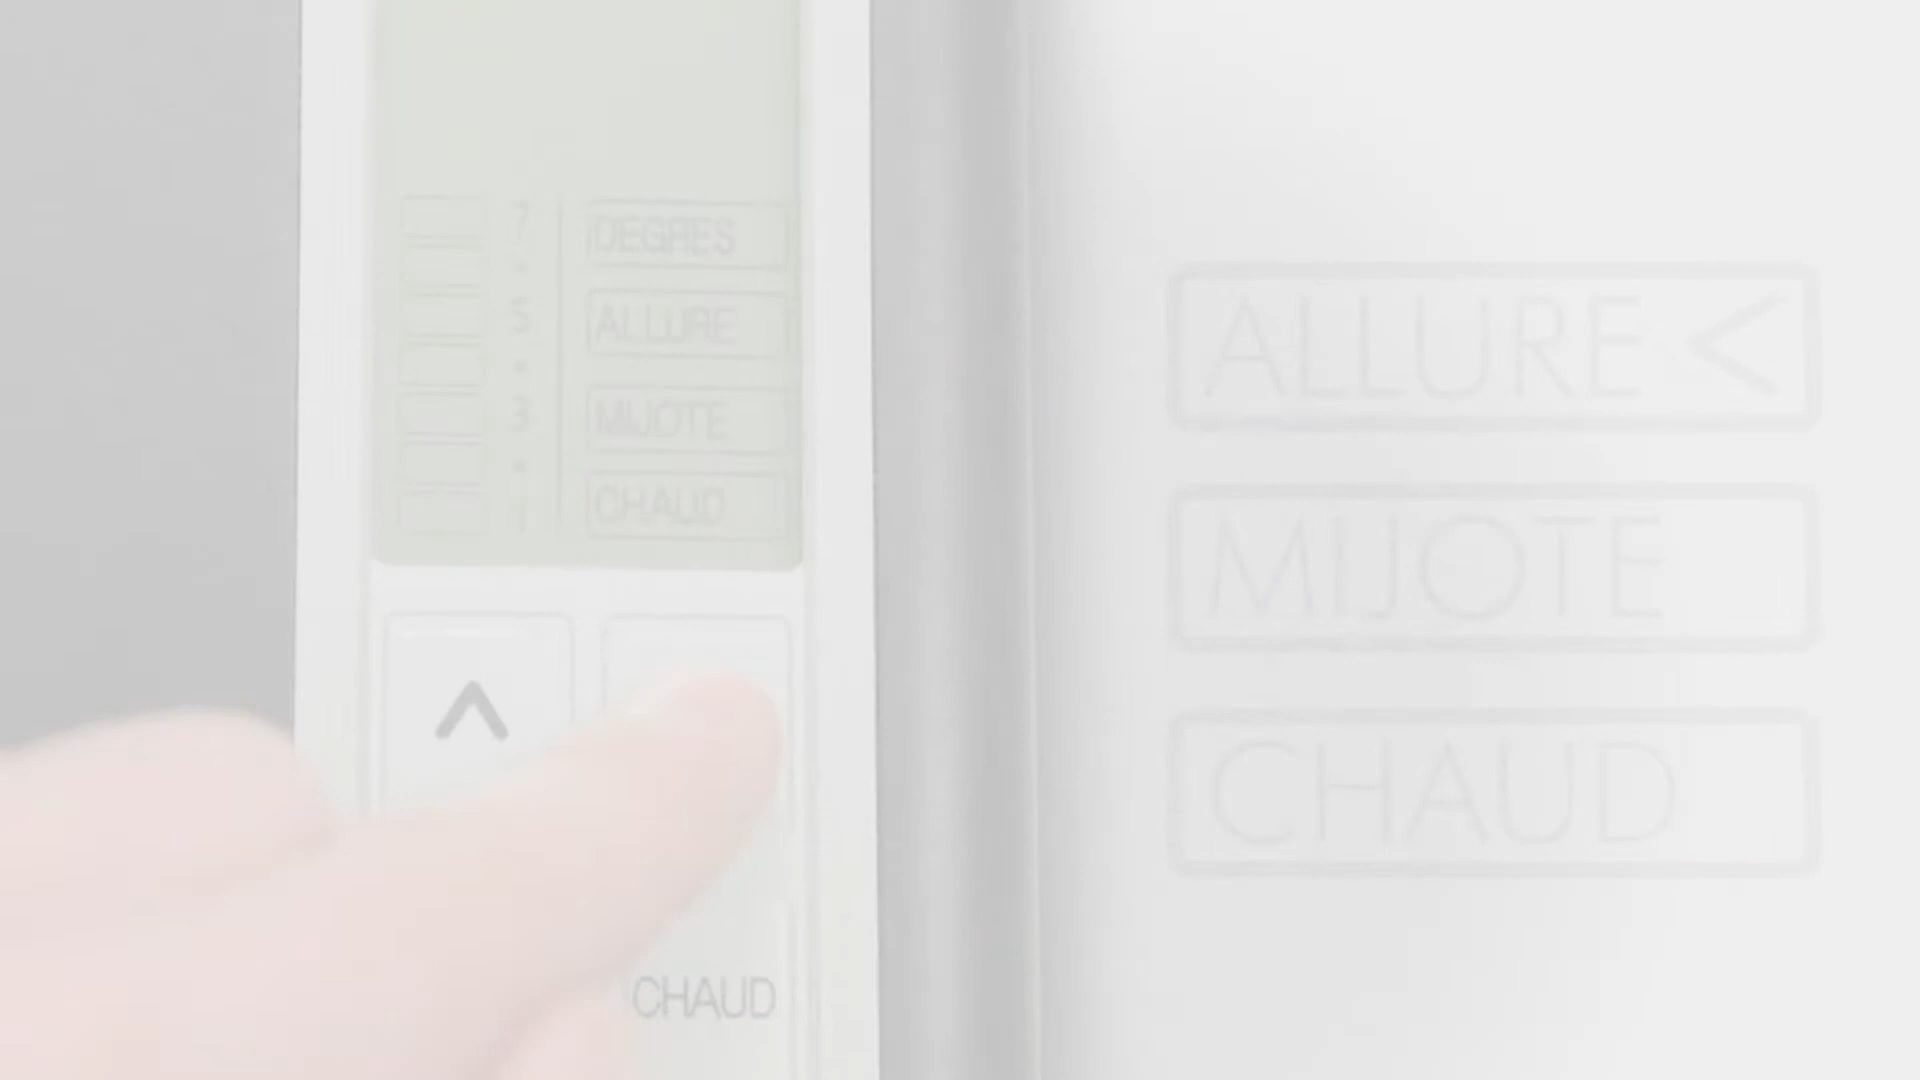 7 DEGRES
5 ALLURE
3 MIJOTE
1 CHAUD
CHAUD
ALLURE <
MIJOTE
CHAUD